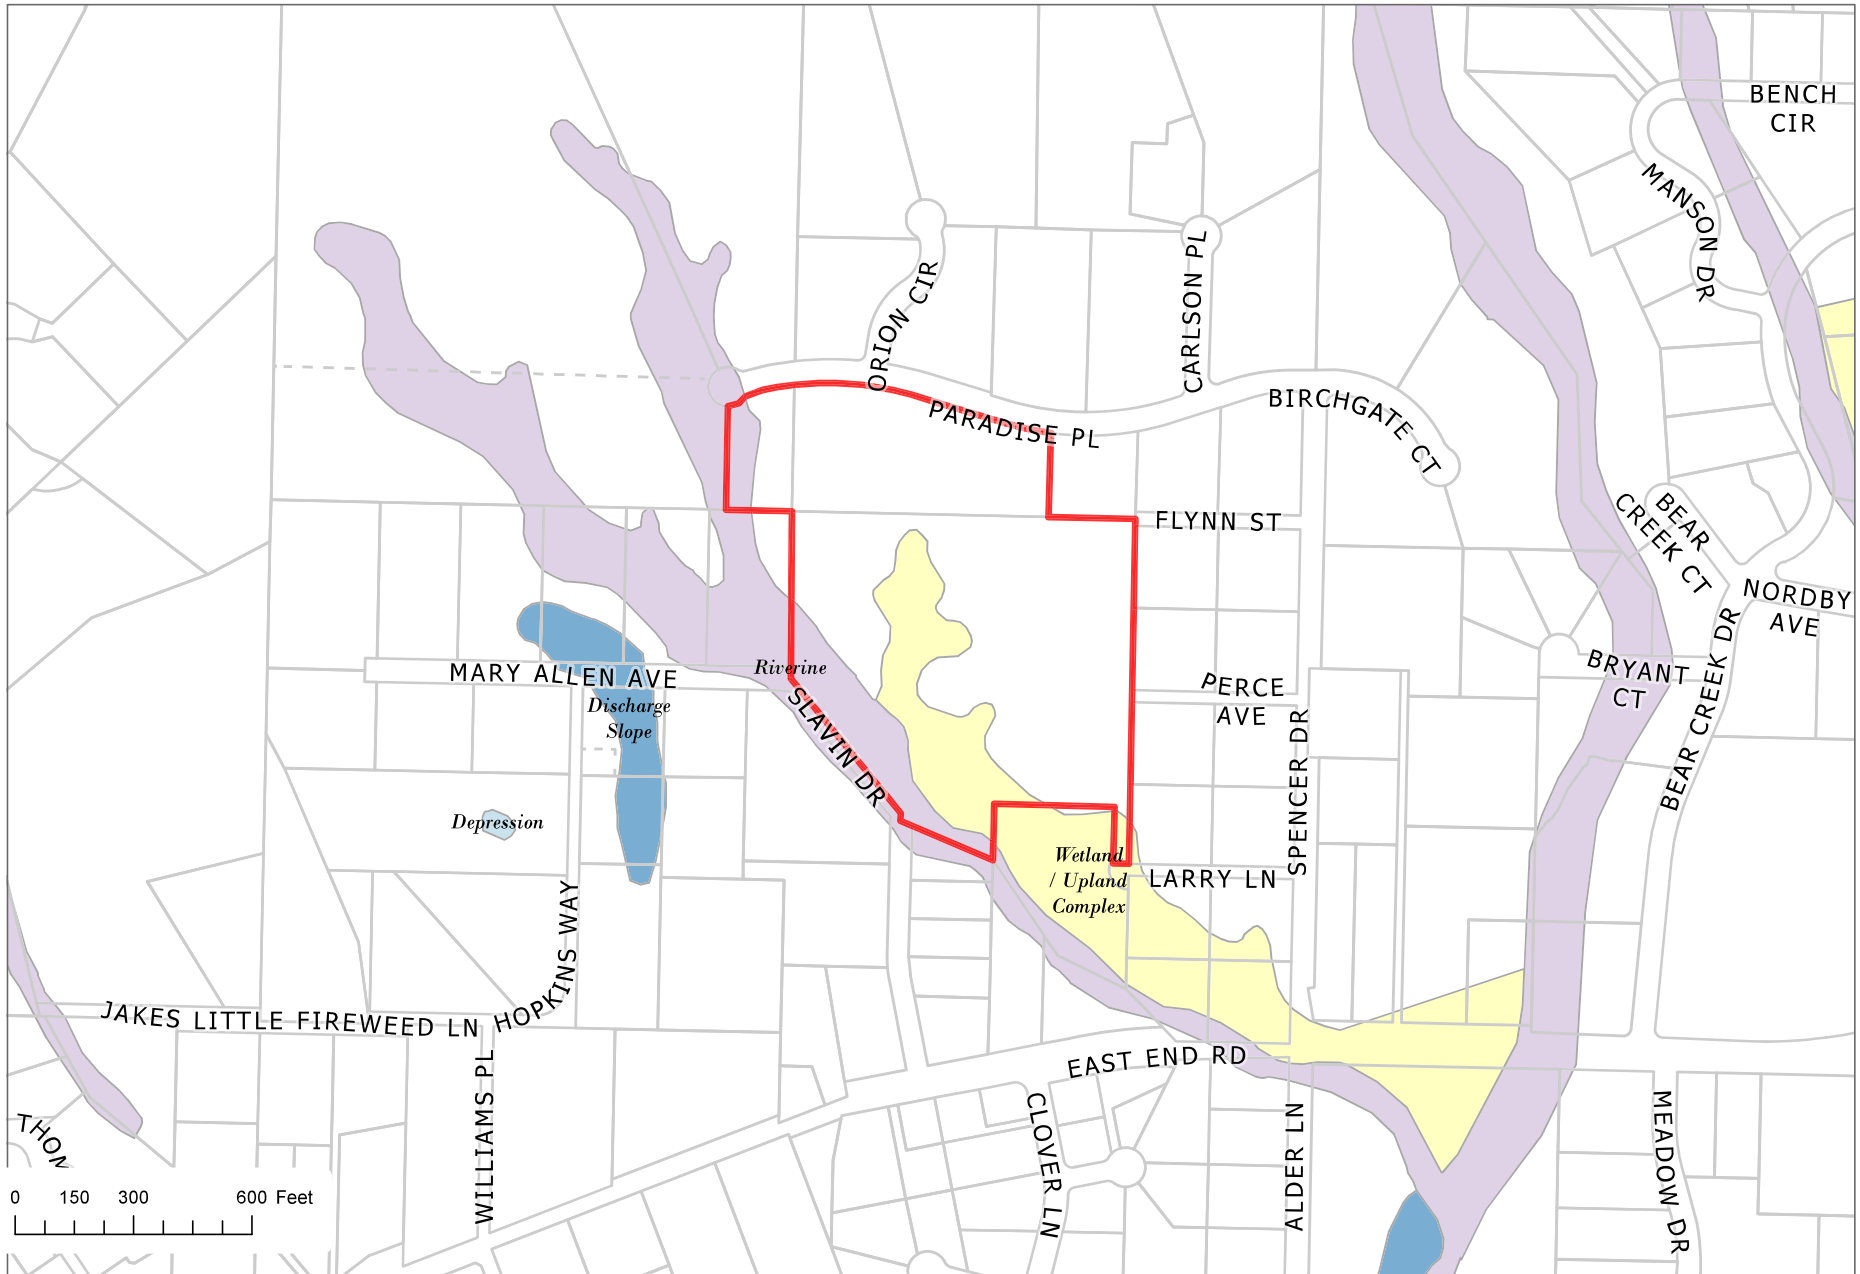 BENCH
CIR
MANSON DR
ORION CIR
CARLSON PL
PARADISE PL
BIRCHGATE CT
FLYNN ST
BEAR
CREEK CT
NORDBY
AVE
BRYANT
CT
BEAR CREEK DR
Riverine
MARY ALLEN AVE
Discharge
Slope
SLAVIN DR
PERCE
AVE
SPENCER DR
Depression
Wetland
/ Upland
Complex
LARRY LN
HOPKINS WAY
JAKES LITTLE FIREWEED LN
EAST END RD
WILLIAMS PL
CLOVER LN
ALDER LN
MEADOW DR
THOM
0 150 300 600 Feet